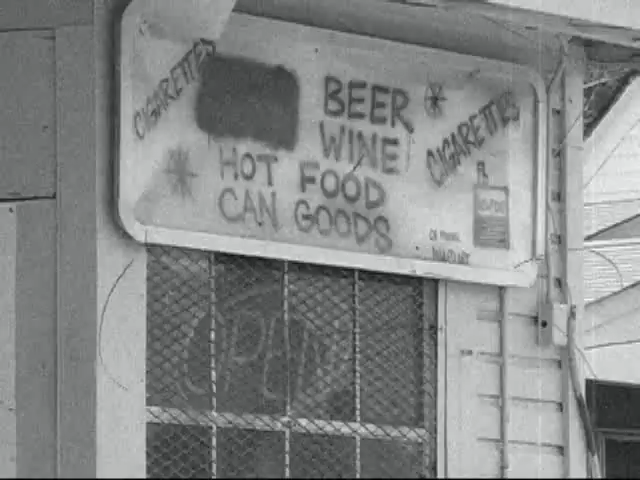 CIGARETTES
BEER
WINE
CIGARETTES
HOT FOOD
CAN GOODS
OPEN